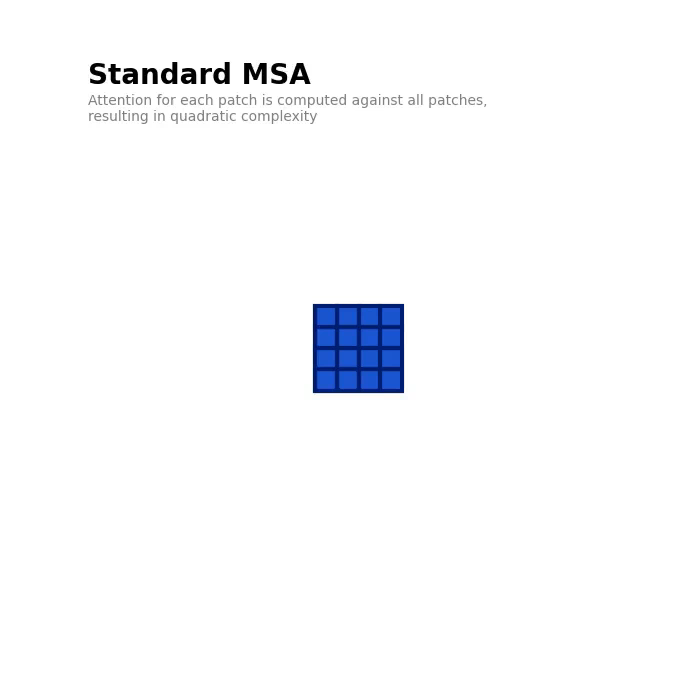 Standard MSA
Attention for each patch is computed against all patches,
resulting in quadratic complexity